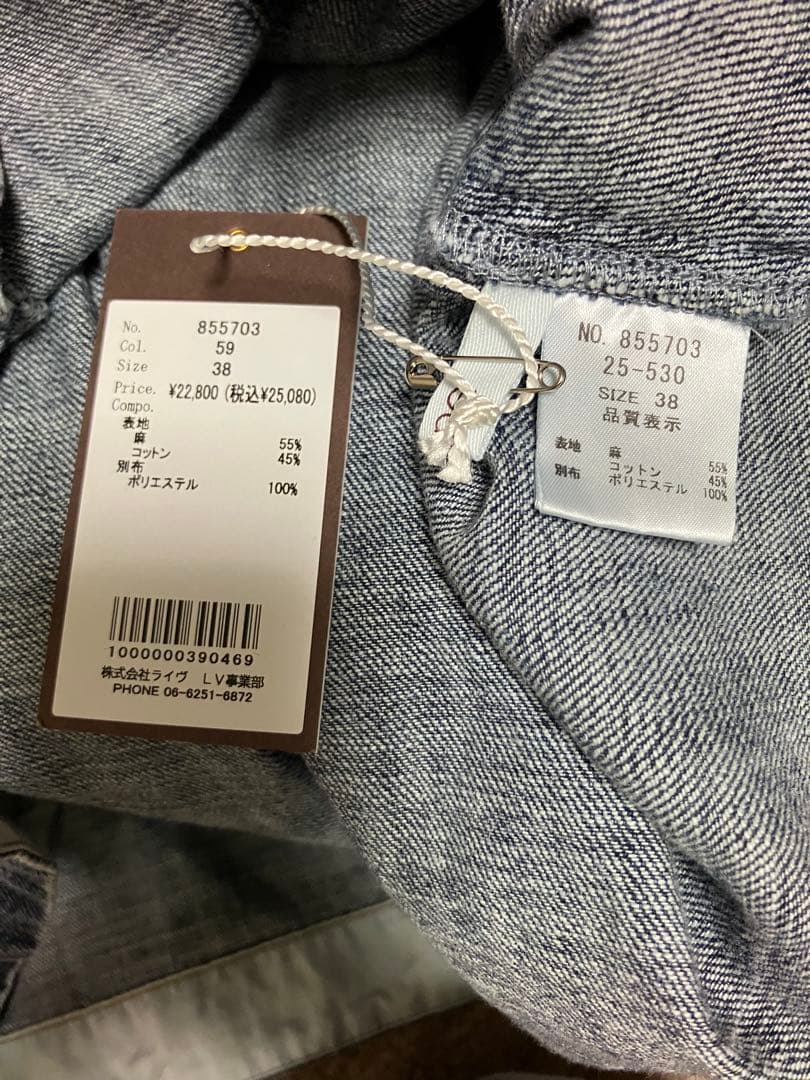 No. 855703
Col. 59
Size 38
Price. ¥22,800 (税込¥25,080)
Compo.
表地
麻 55%
コットン 45%
別布
ポリエステル 100%
1000000390469
株式会社ライヴ LV事業部
PHONE 06-6251-6872
NO. 855703
25-530
SIZE 38
品質表示
表地 麻 55%
コットン 45%
別布 ポリエステル 100%